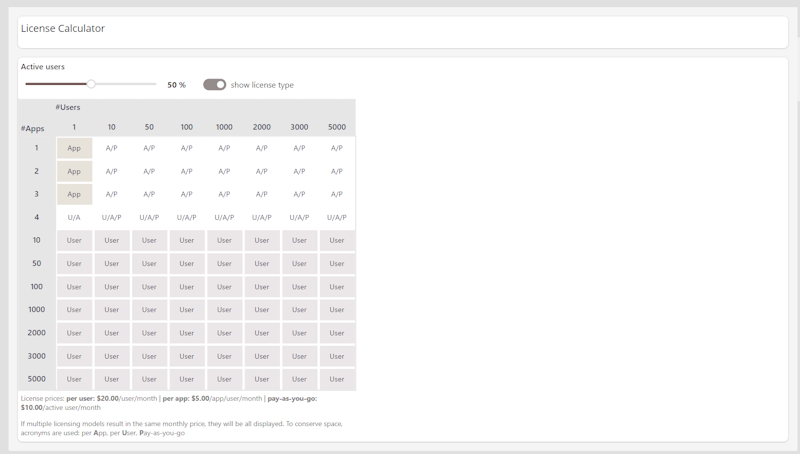 License Calculator
Active users
50 % show license type
#Users
#Apps 1 10 50 100 1000 2000 3000 5000
1 App A/P A/P A/P A/P A/P A/P A/P
2 App A/P A/P A/P A/P A/P A/P A/P
3 App A/P A/P A/P A/P A/P A/P A/P
4 U/A U/A/P U/A/P U/A/P U/A/P U/A/P U/A/P U/A/P
10 User User User User User User User User
50 User User User User User User User User
100 User User User User User User User User
1000 User User User User User User User User
2000 User User User User User User User User
3000 User User User User User User User User
5000 User User User User User User User User
License prices: per user: $20.00/user/month | per app: $5.00/app/user/month | pay-as-you-go:
$10.00/active user/month
If multiple licensing models result in the same monthly price, they will be all displayed. To conserve space,
acronyms are used: per App, per User, Pay-as-you-go